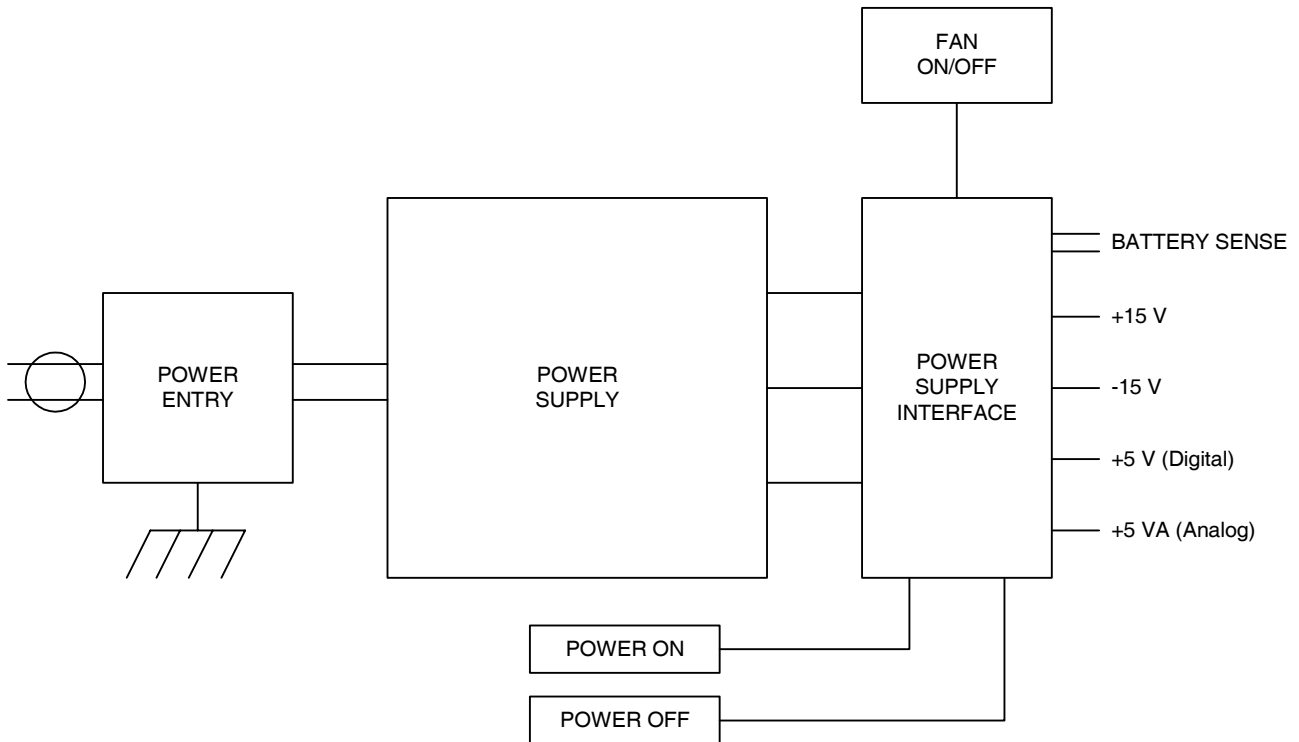 FAN
ON/OFF
BATTERY SENSE
+15 V
POWER
ENTRY
POWER
SUPPLY
POWER
SUPPLY
INTERFACE
-15 V
+5 V (Digital)
+5 VA (Analog)
POWER ON
POWER OFF